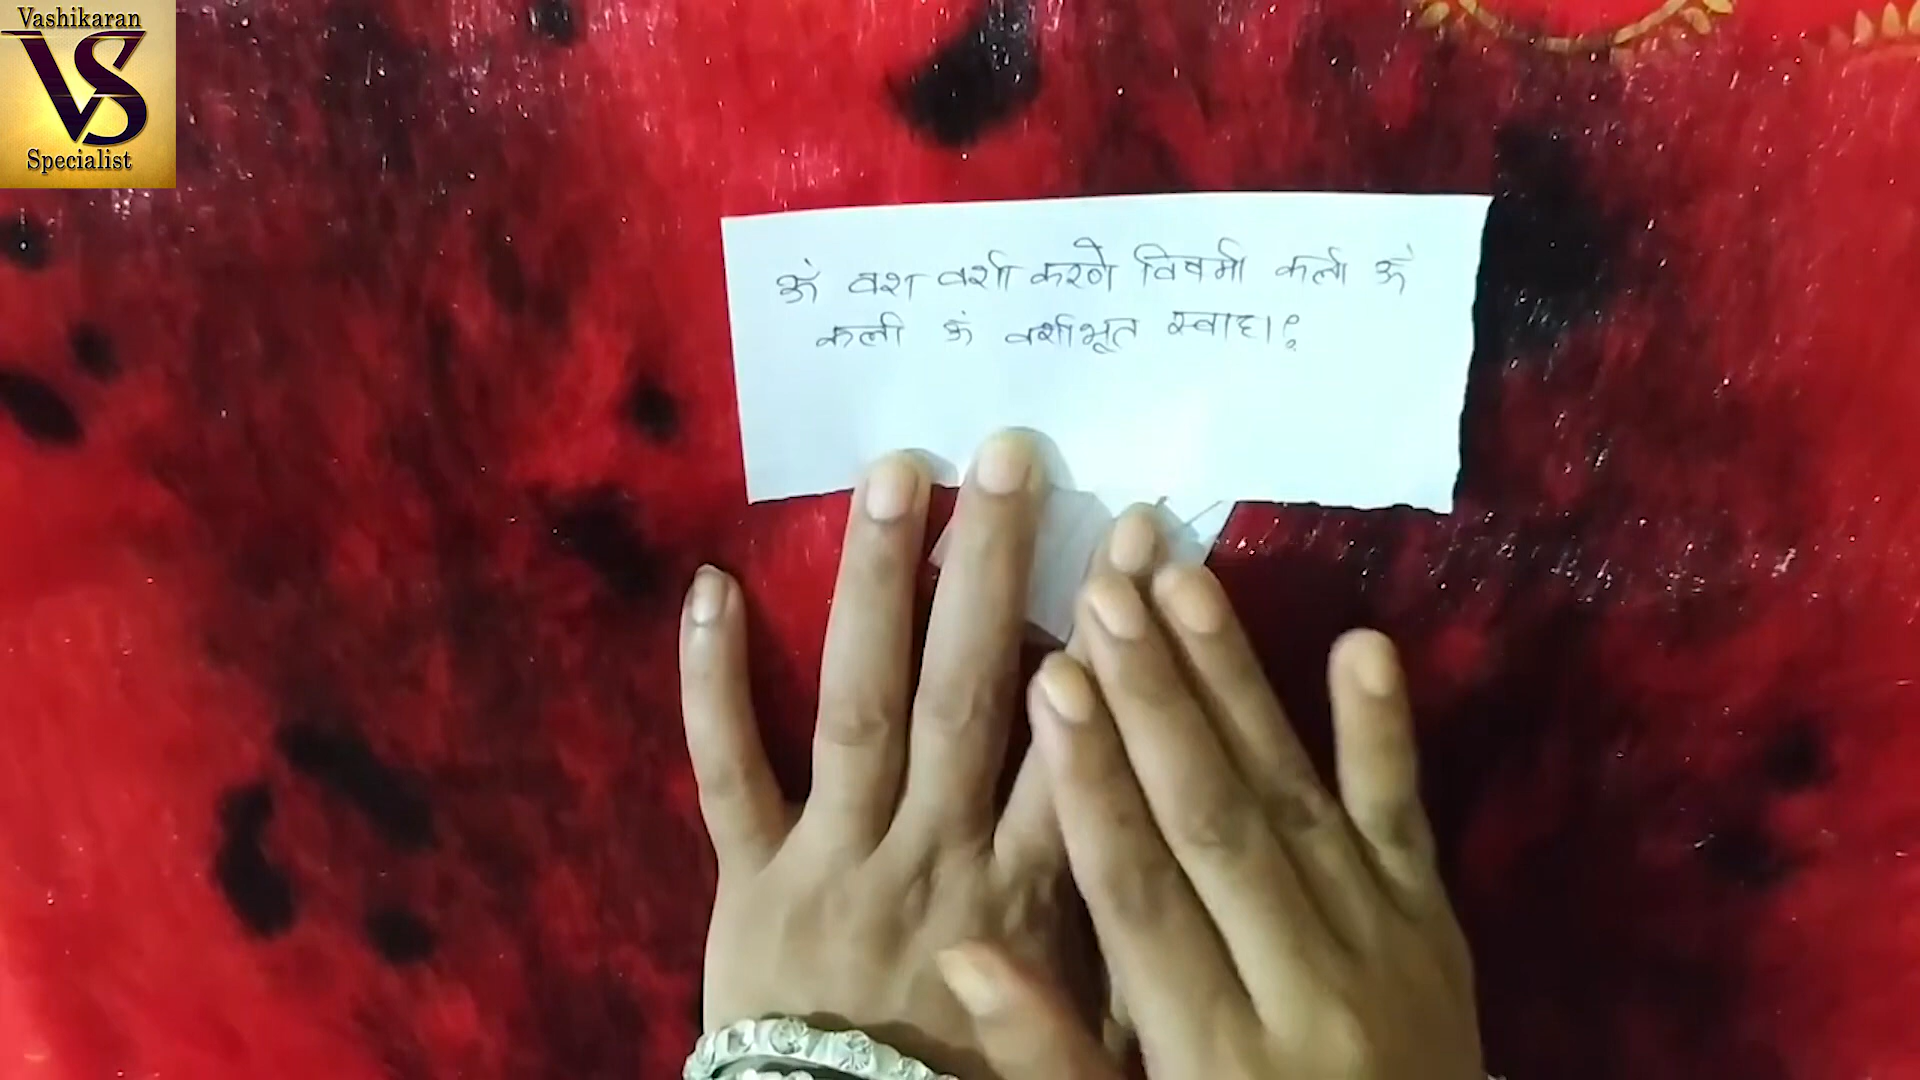 Vashikaran
VS
Specialist
ॐ वश वशी करणे विषमी कली ॐ
कली ॐ वशीभूत स्वाहा: